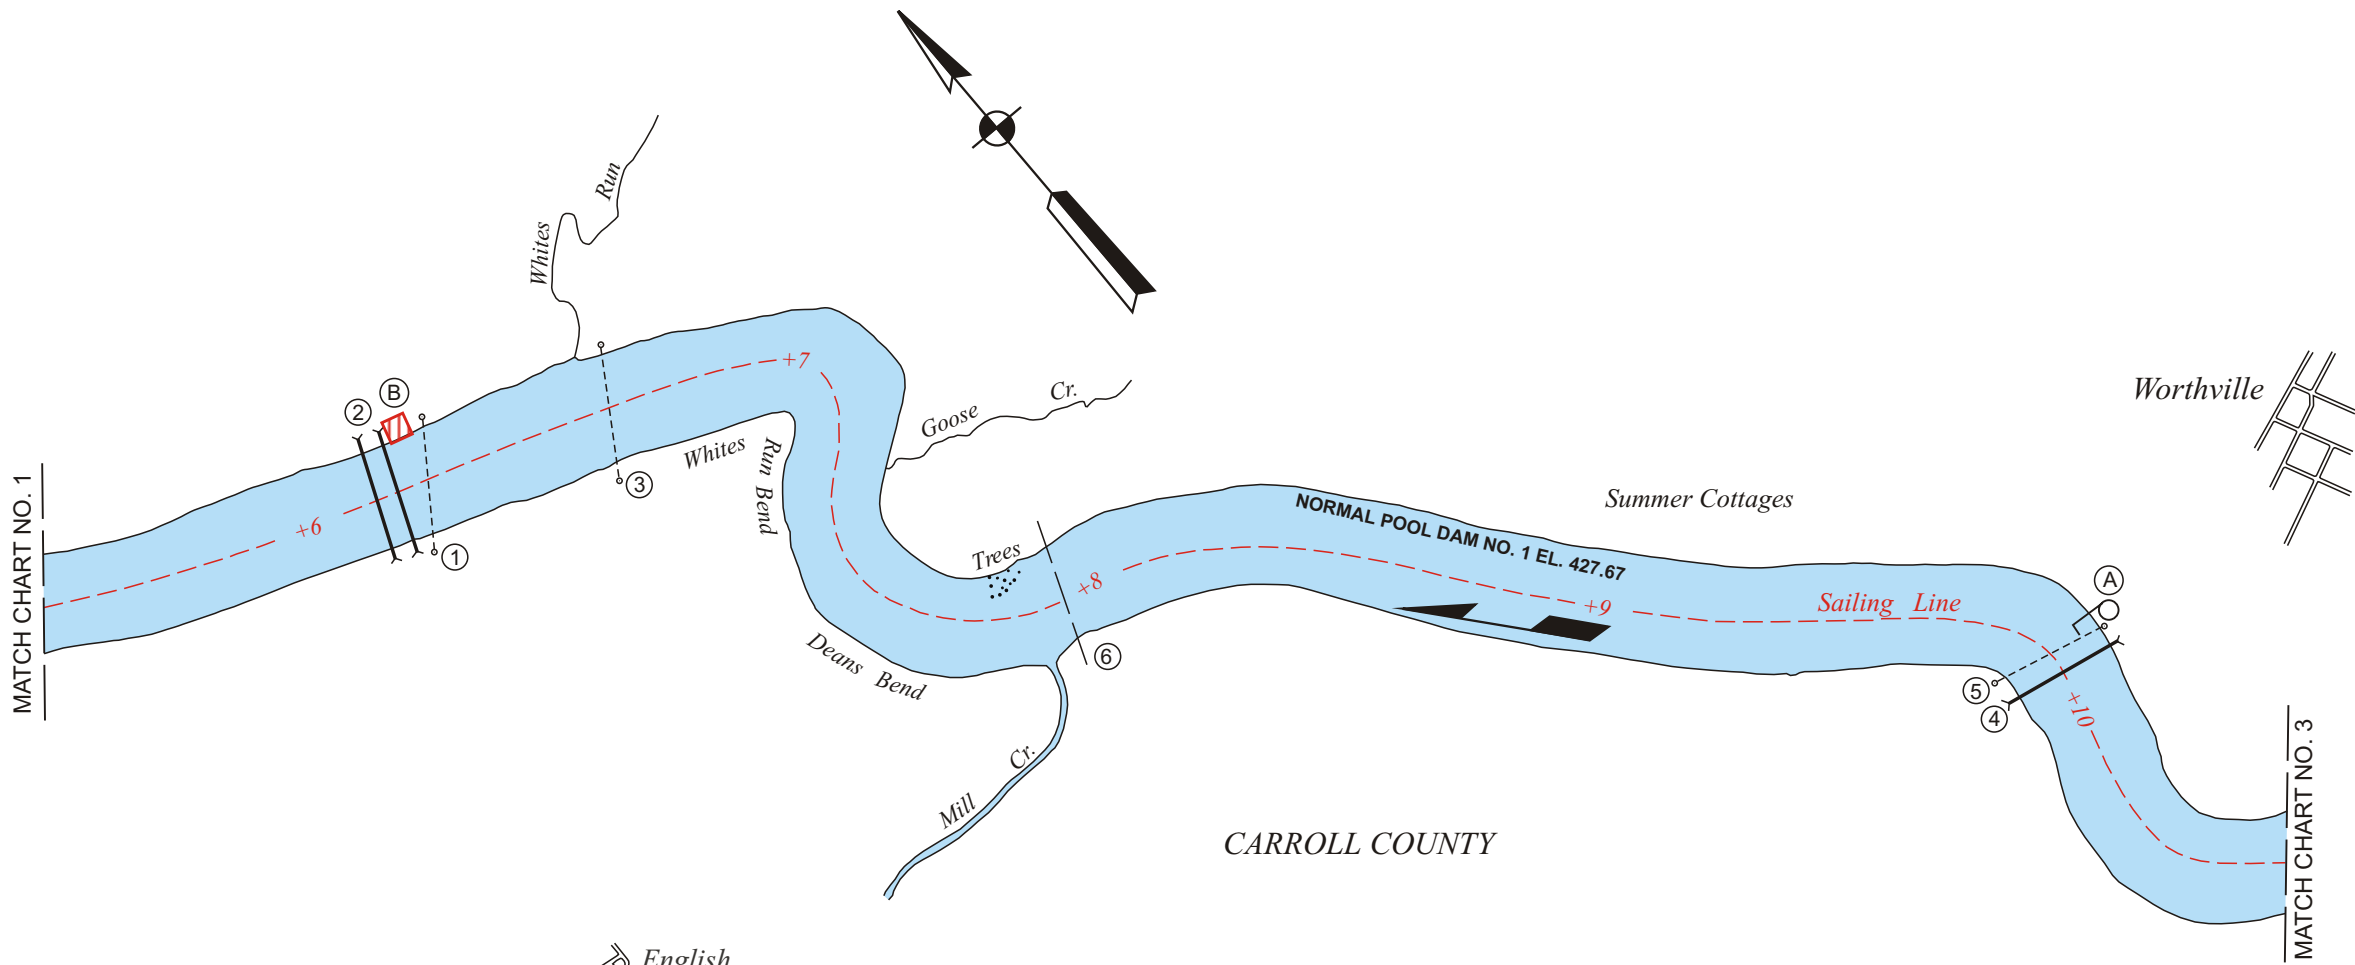 Whites Run
B
2
+7
Goose Cr.
Worthville
Whites Run Bend
3
MATCH CHART NO. 1
+6
1
Trees
+8
NORMAL POOL DAM NO. 1 EL. 427.67
Summer Cottages
+9
Sailing Line
A
6
Deans Bend
5
4
+10
Mill Cr.
CARROLL COUNTY
MATCH CHART NO. 3
English